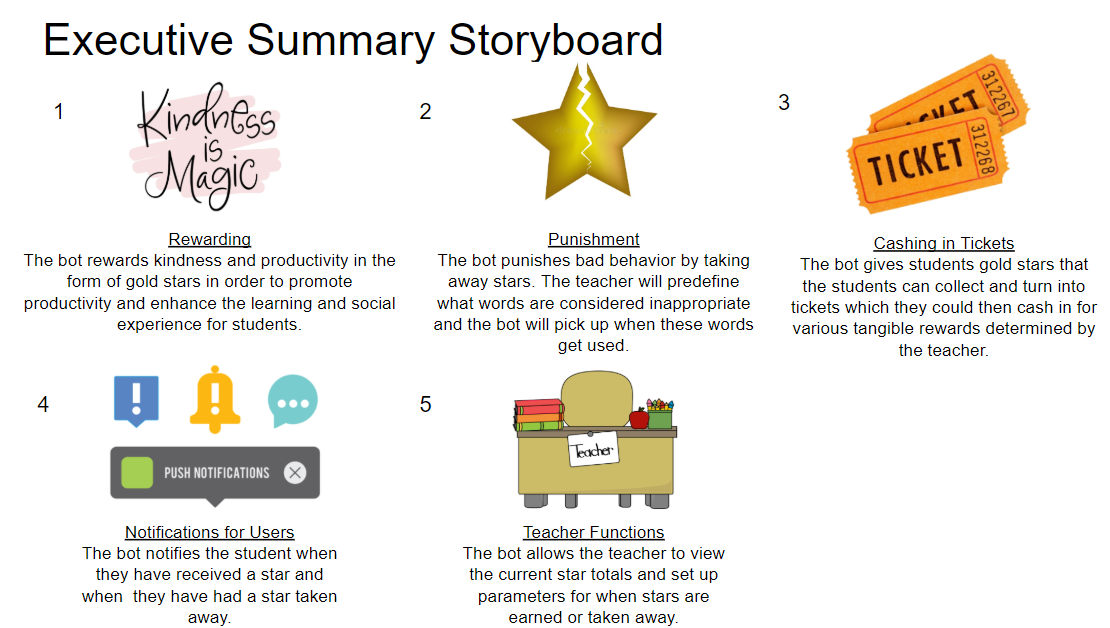 Executive Summary Storyboard
1
Kindness
is
Magic
Rewarding
The bot rewards kindness and productivity in the
form of gold stars in order to promote
productivity and enhance the learning and social
experience for students.
2
Punishment
The bot punishes bad behavior by taking
away stars. The teacher will predefine
what words are considered inappropriate
and the bot will pick up when these words
get used.
3
TICKET
312267
TICKET
312268
Cashing in Tickets
The bot gives students gold stars that
the students can collect and turn into
tickets which they could then cash in for
various tangible rewards determined by
the teacher.
4
PUSH NOTIFICATIONS
Notifications for Users
The bot notifies the student when
they have received a star and
when they have had a star taken
away.
5
Teacher
Teacher Functions
The bot allows the teacher to view
the current star totals and set up
parameters for when stars are
earned or taken away.